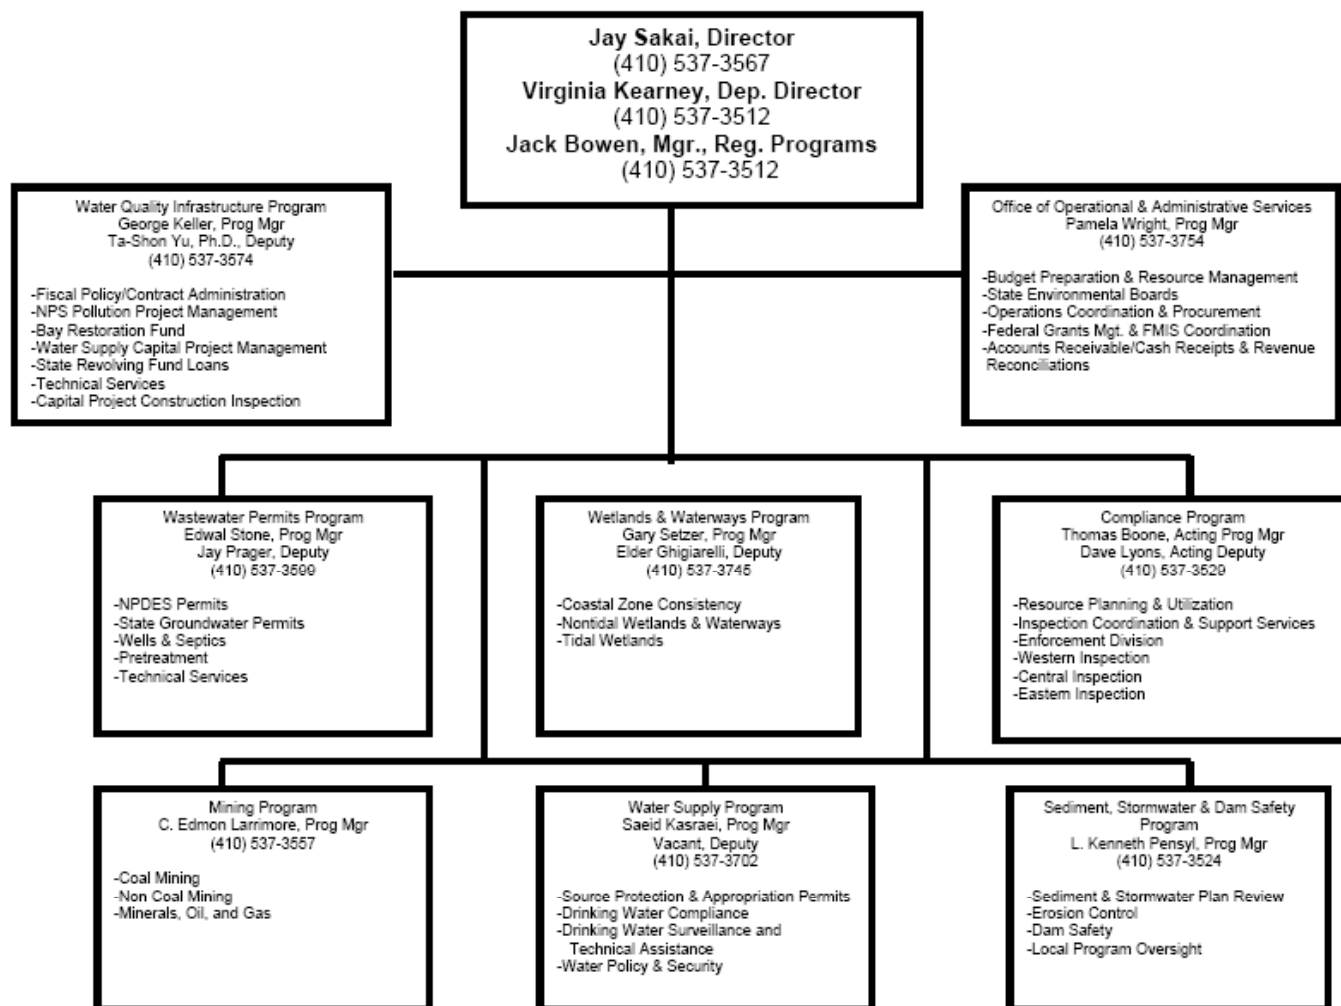 Jay Sakai, Director
(410) 537-3567
Virginia Kearney, Dep. Director
(410) 537-3512
Jack Bowen, Mgr., Reg. Programs
(410) 537-3512
Water Quality Infrastructure Program
George Keller, Prog Mgr
Ta-Shon Yu, Ph.D., Deputy
(410) 537-3574
-Fiscal Policy/Contract Administration
-NPS Pollution Project Management
-Bay Restoration Fund
-Water Supply Capital Project Management
-State Revolving Fund Loans
-Technical Services
-Capital Project Construction Inspection
Office of Operational & Administrative Services
Pamela Wright, Prog Mgr
(410) 537-3754
-Budget Preparation & Resource Management
-State Environmental Boards
-Operations Coordination & Procurement
-Federal Grants Mgt. & FMIS Coordination
-Accounts Receivable/Cash Receipts & Revenue
Reconciliations
Wastewater Permits Program
Edwal Stone, Prog Mgr
Jay Prager, Deputy
(410) 537-3599
-NPDES Permits
-State Groundwater Permits
-Wells & Septics
-Pretreatment
-Technical Services
Wetlands & Waterways Program
Gary Setzer, Prog Mgr
Elder Ghigiarelli, Deputy
(410) 537-3745
-Coastal Zone Consistency
-Nontidal Wetlands & Waterways
-Tidal Wetlands
Compliance Program
Thomas Boone, Acting Prog Mgr
Dave Lyons, Acting Deputy
(410) 537-3529
-Resource Planning & Utilization
-Inspection Coordination & Support Services
-Enforcement Division
-Western Inspection
-Central Inspection
-Eastern Inspection
Mining Program
C. Edmon Larrimore, Prog Mgr
(410) 537-3557
-Coal Mining
-Non Coal Mining
-Minerals, Oil, and Gas
Water Supply Program
Saeid Kasraei, Prog Mgr
Vacant, Deputy
(410) 537-3702
-Source Protection & Appropriation Permits
-Drinking Water Compliance
-Drinking Water Surveillance and
Technical Assistance
-Water Policy & Security
Sediment, Stormwater & Dam Safety
Program
L. Kenneth Pensyl, Prog Mgr
(410) 537-3524
-Sediment & Stormwater Plan Review
-Erosion Control
-Dam Safety
-Local Program Oversight